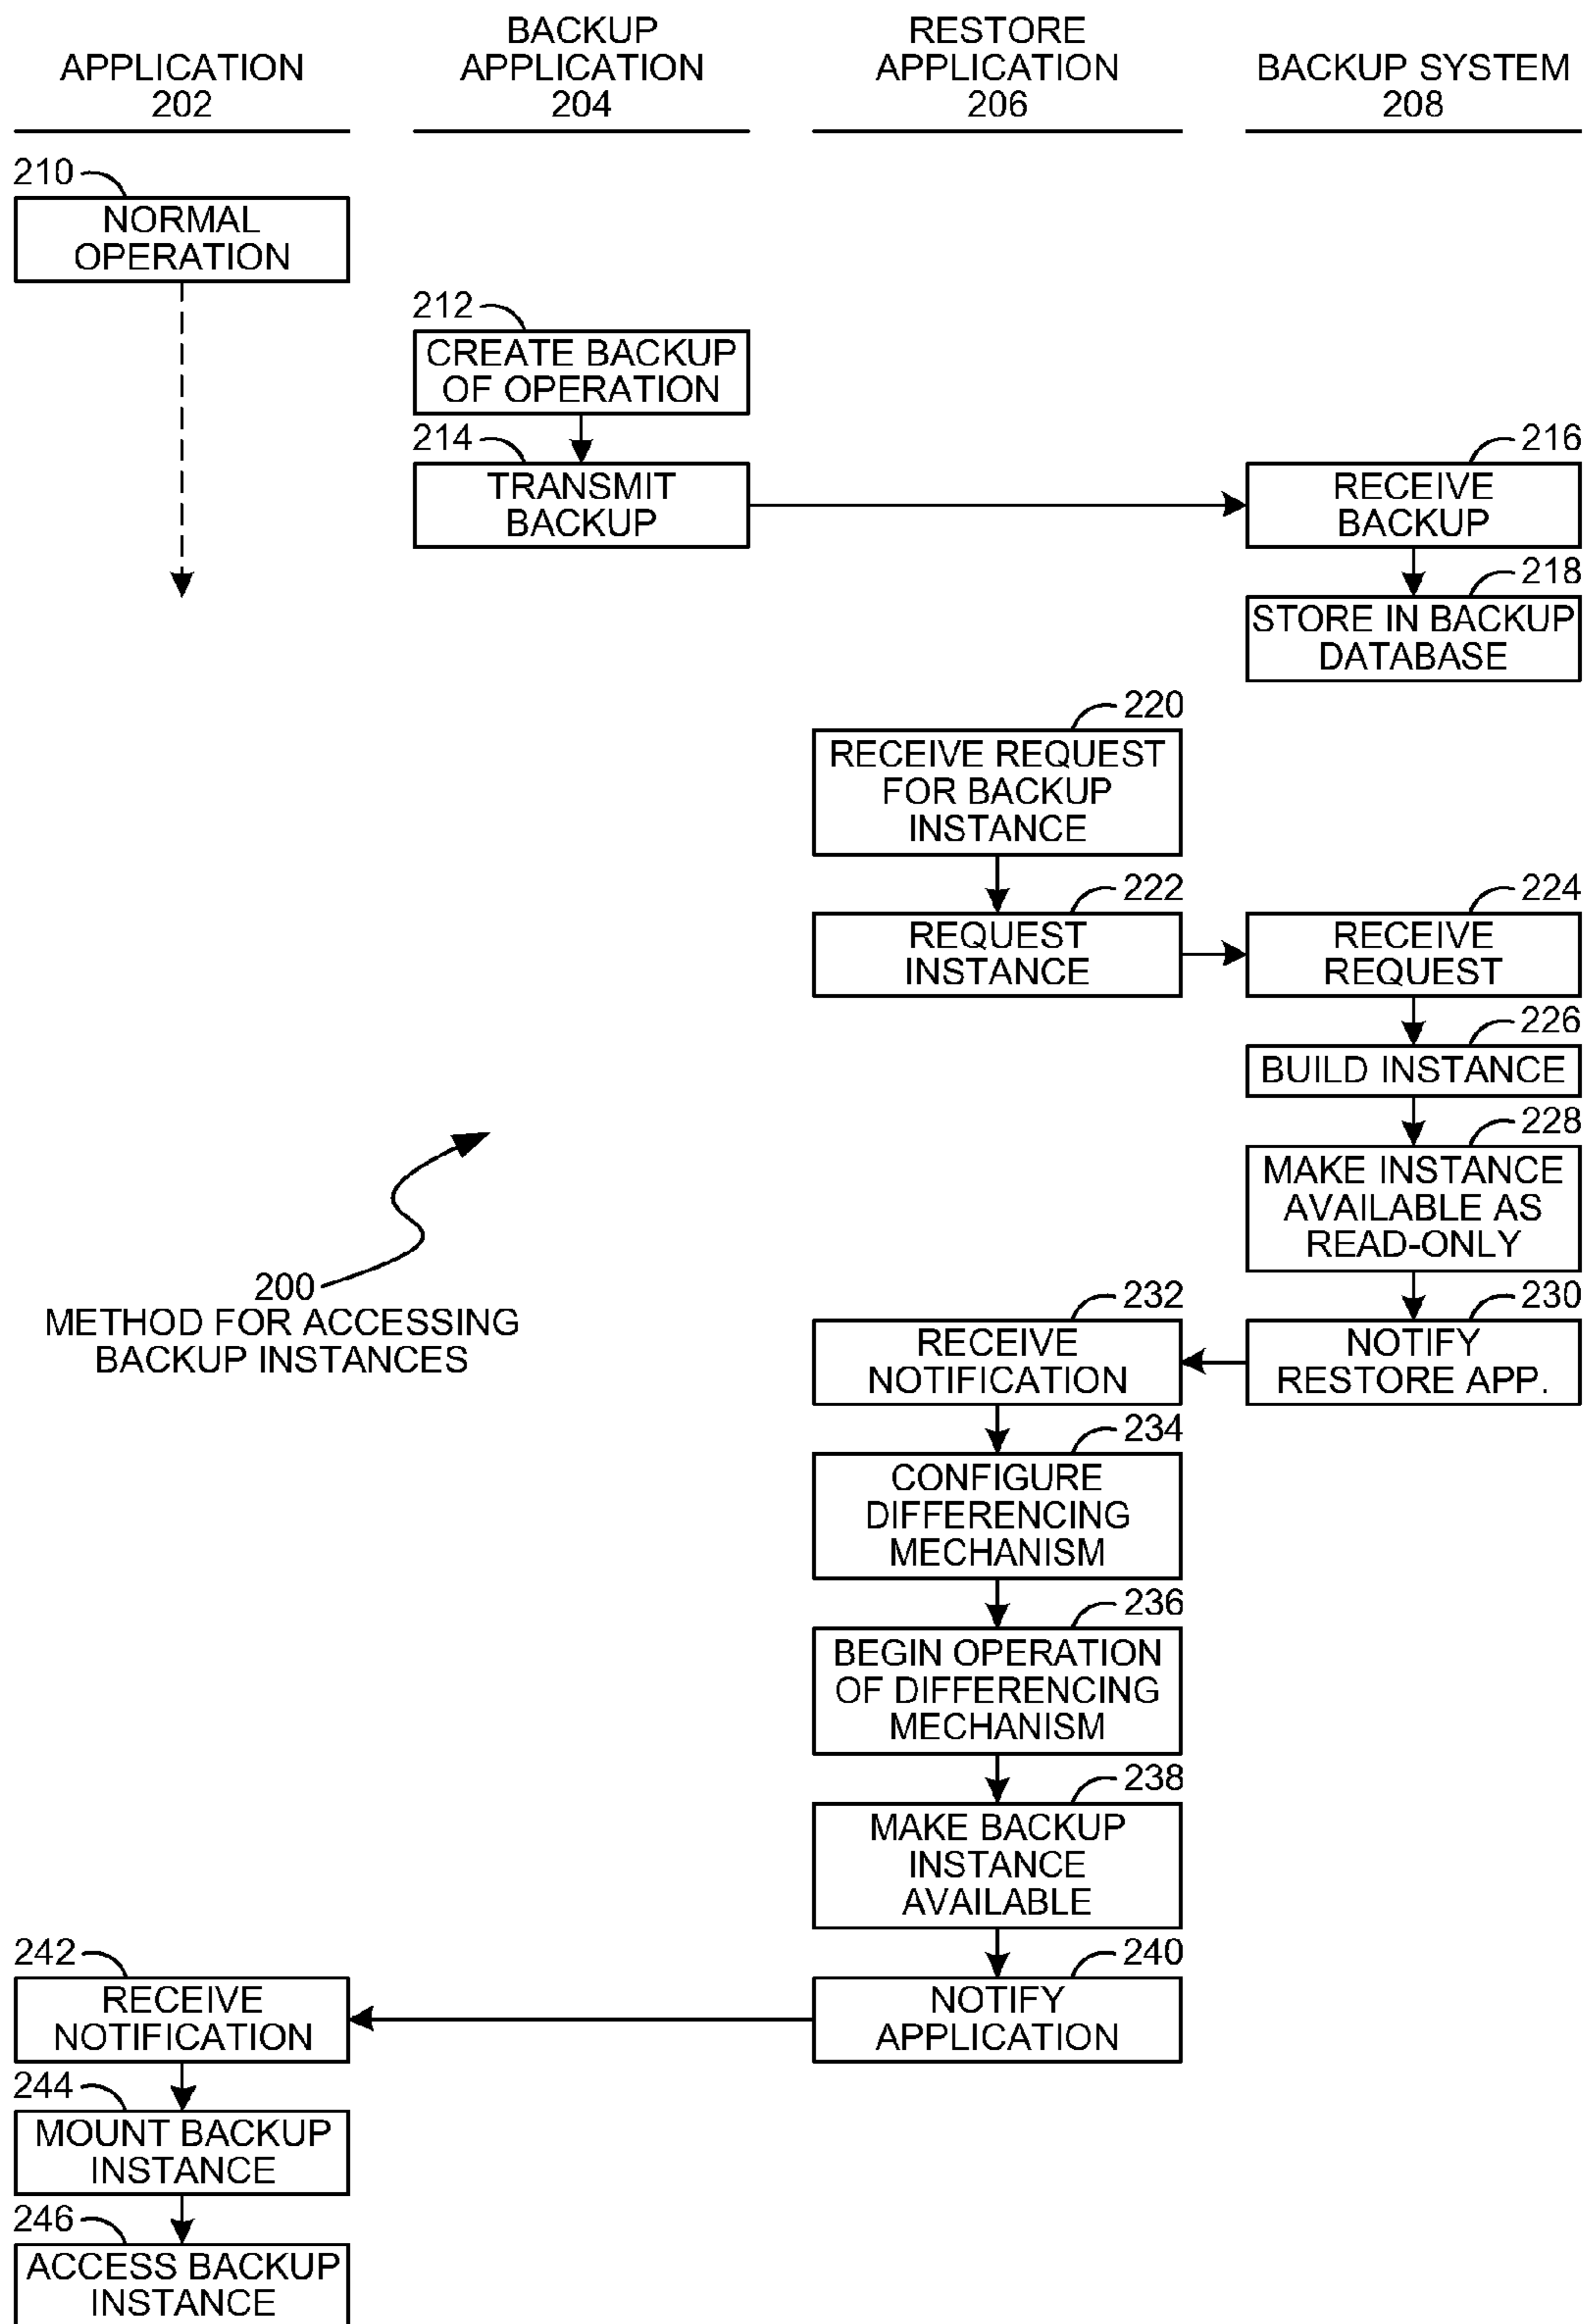 APPLICATION
202
BACKUP
APPLICATION
204
RESTORE
APPLICATION
206
BACKUP SYSTEM
208
210
NORMAL
OPERATION
212
CREATE BACKUP
OF OPERATION
214
TRANSMIT
BACKUP
216
RECEIVE
BACKUP
218
STORE IN BACKUP
DATABASE
220
RECEIVE REQUEST
FOR BACKUP
INSTANCE
222
REQUEST
INSTANCE
224
RECEIVE
REQUEST
226
BUILD INSTANCE
228
MAKE INSTANCE
AVAILABLE AS
READ-ONLY
200
METHOD FOR ACCESSING
BACKUP INSTANCES
230
NOTIFY
RESTORE APP.
232
RECEIVE
NOTIFICATION
234
CONFIGURE
DIFFERENCING
MECHANISM
236
BEGIN OPERATION
OF DIFFERENCING
MECHANISM
238
MAKE BACKUP
INSTANCE
AVAILABLE
240
NOTIFY
APPLICATION
242
RECEIVE
NOTIFICATION
244
MOUNT BACKUP
INSTANCE
246
ACCESS BACKUP
INSTANCE